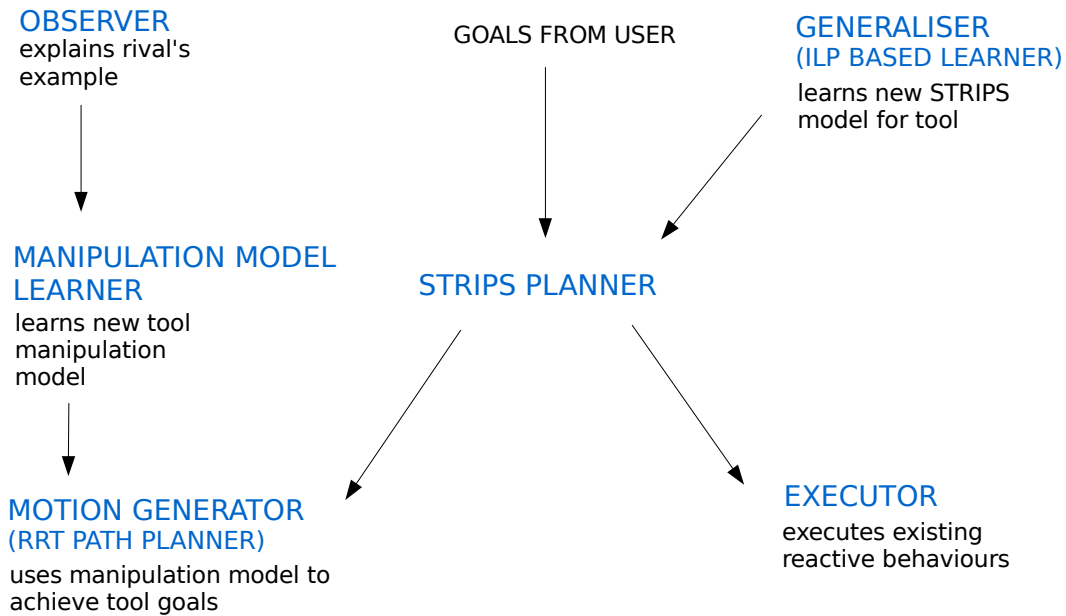 OBSERVER
explains rival's
example
GOALS FROM USER
GENERALISER
(ILP BASED LEARNER)
learns new STRIPS
model for tool
MANIPULATION MODEL
LEARNER
learns new tool
manipulation
model
STRIPS PLANNER
MOTION GENERATOR
(RRT PATH PLANNER)
uses manipulation model to
achieve tool goals
EXECUTOR
executes existing
reactive behaviours